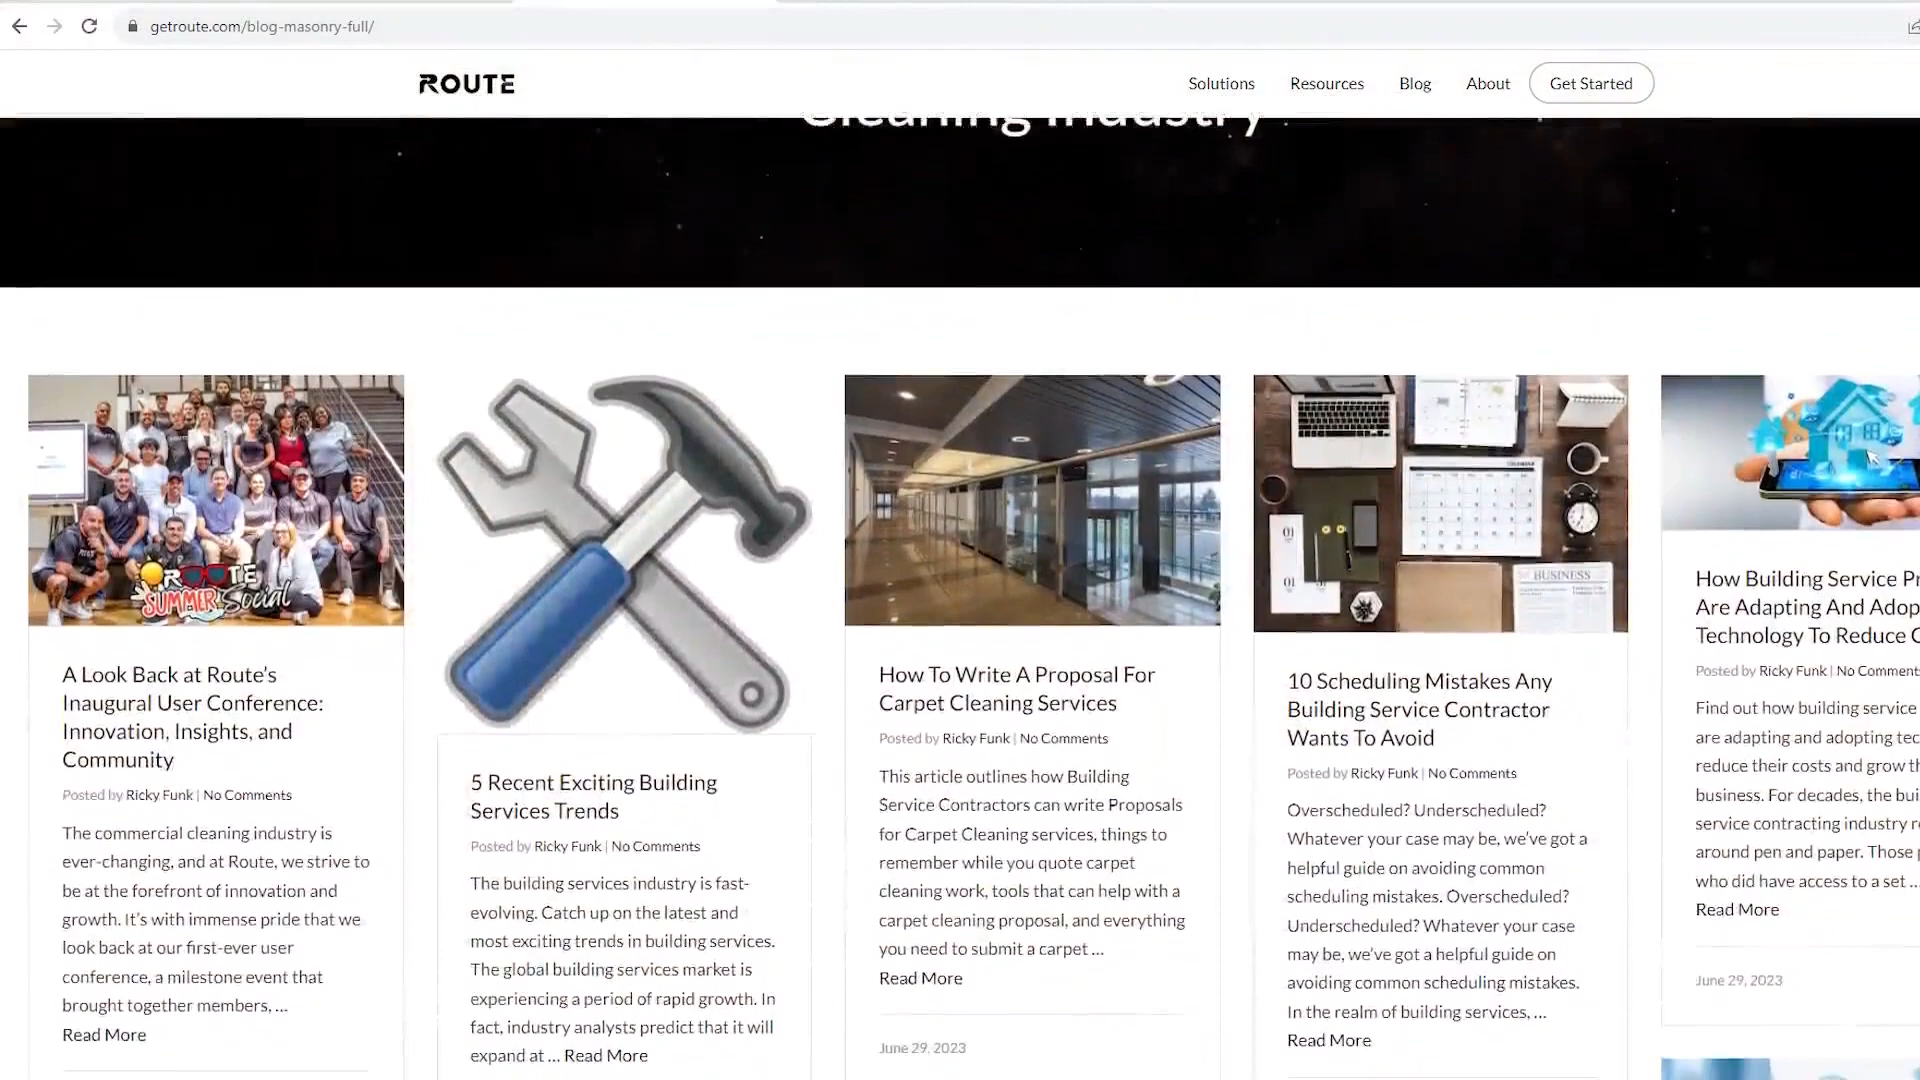 getroute.com/blog-masonry-full/
ROUTE
Solutions
Resources
Blog
About
Get Started
Cleaning Industry
ROUTE
SUMMER Social
A Look Back at Route's
Inaugural User Conference:
Innovation, Insights, and
Community
Posted by Ricky Funk | No Comments
The commercial cleaning industry is
ever-changing, and at Route, we strive to
be at the forefront of innovation and
growth. It's with immense pride that we
look back at our first-ever user
conference, a milestone event that
brought together members, ...
Read More
5 Recent Exciting Building
Services Trends
Posted by Ricky Funk | No Comments
The building services industry is fast-
evolving. Catch up on the latest and
most exciting trends in building services.
The global building services market is
experiencing a period of rapid growth. In
fact, industry analysts predict that it will
expand at ... Read More
How To Write A Proposal For
Carpet Cleaning Services
Posted by Ricky Funk | No Comments
This article outlines how Building
Service Contractors can write Proposals
for Carpet Cleaning services, things to
remember while you quote carpet
cleaning work, tools that can help with a
carpet cleaning proposal, and everything
you need to submit a carpet ...
Read More
June 29, 2023
BUSINESS
10 Scheduling Mistakes Any
Building Service Contractor
Wants To Avoid
Posted by Ricky Funk | No Comments
Overscheduled? Underscheduled?
Whatever your case may be, we've got a
helpful guide on avoiding common
scheduling mistakes. Overscheduled?
Underscheduled? Whatever your case
may be, we've got a helpful guide on
avoiding common scheduling mistakes.
In the realm of building services, ...
Read More
How Building Service Pr
Are Adapting And Adop
Technology To Reduce C
Posted by Ricky Funk | No Comments
Find out how building service
are adapting and adopting tec
reduce their costs and grow th
business. For decades, the bui
service contracting industry r
around pen and paper. Those p
who did have access to a set ...
Read More
June 29, 2023